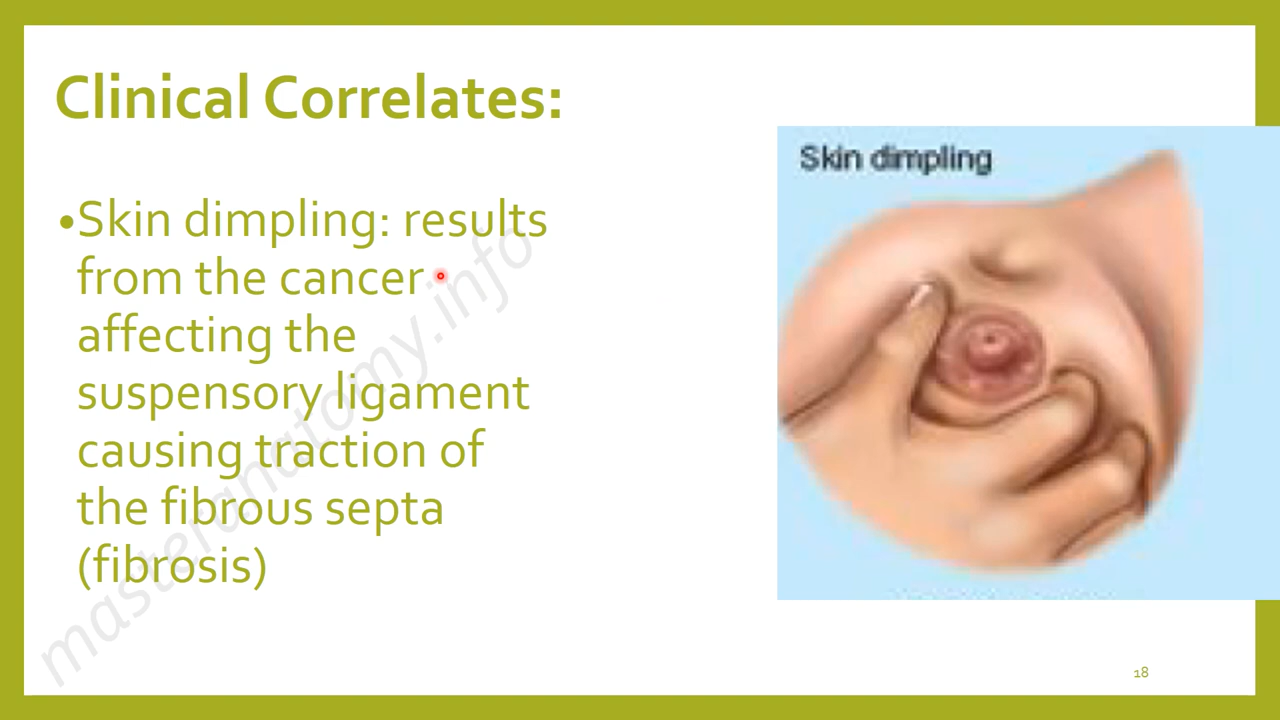 Clinical Correlates:
Skin dimpling
•Skin dimpling: results
from the cancer
affecting the
suspensory ligament
causing traction of
the fibrous septa
(fibrosis)
masteranatomy.info
18